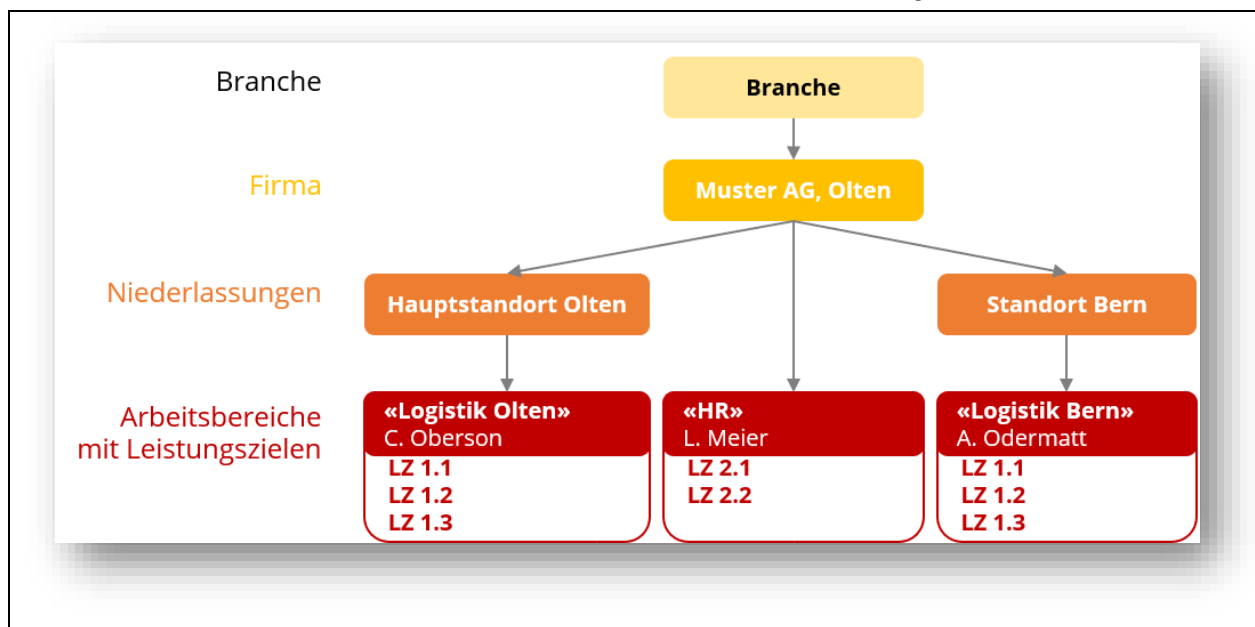 Branche
Branche
Firma
Muster AG, Olten
Niederlassungen
Hauptstandort Olten
Standort Bern
Arbeitsbereiche
mit Leistungszielen
«Logistik Olten»
C. Oberson
LZ 1.1
LZ 1.2
LZ 1.3
«HR»
L. Meier
LZ 2.1
LZ 2.2
«Logistik Bern»
A. Odermatt
LZ 1.1
LZ 1.2
LZ 1.3